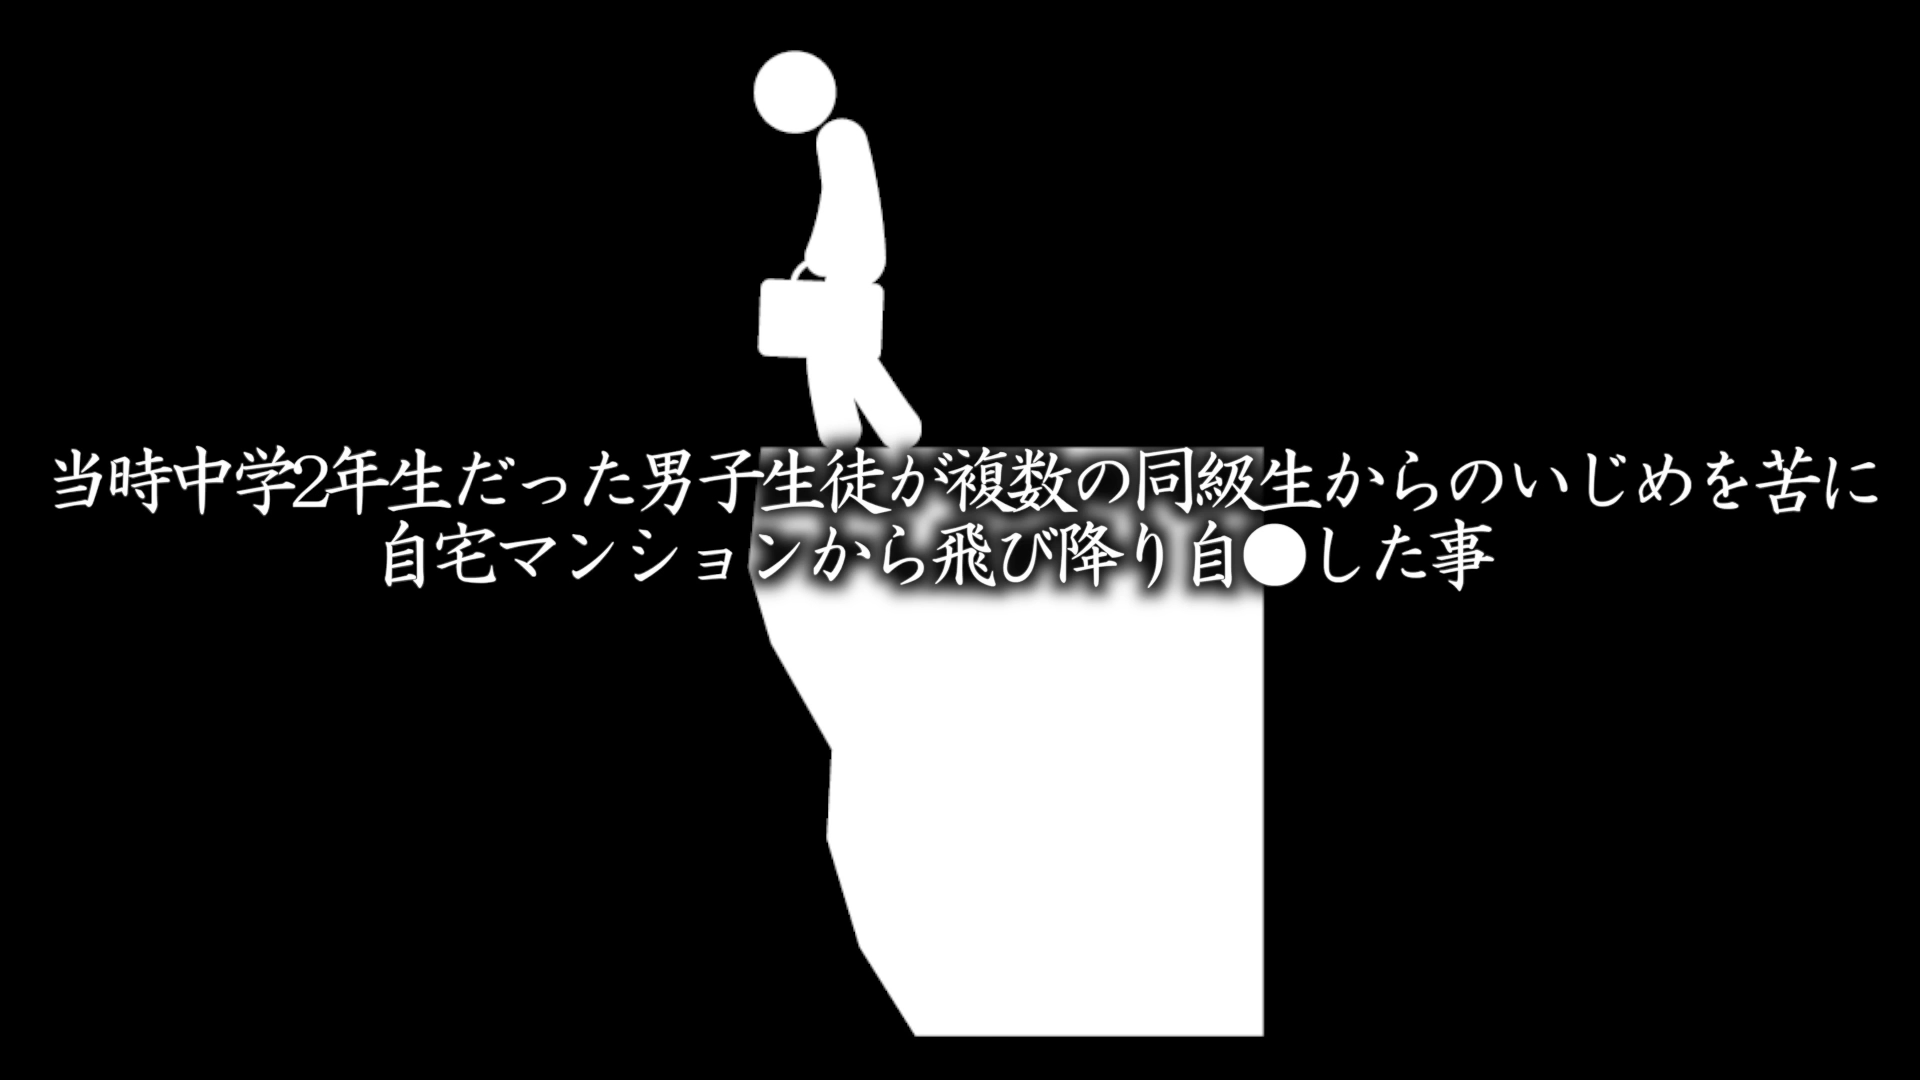 当時中学2年生だった男子生徒が複数の同級生からのいじめを苦に
自宅マンションから飛び降り自●した事